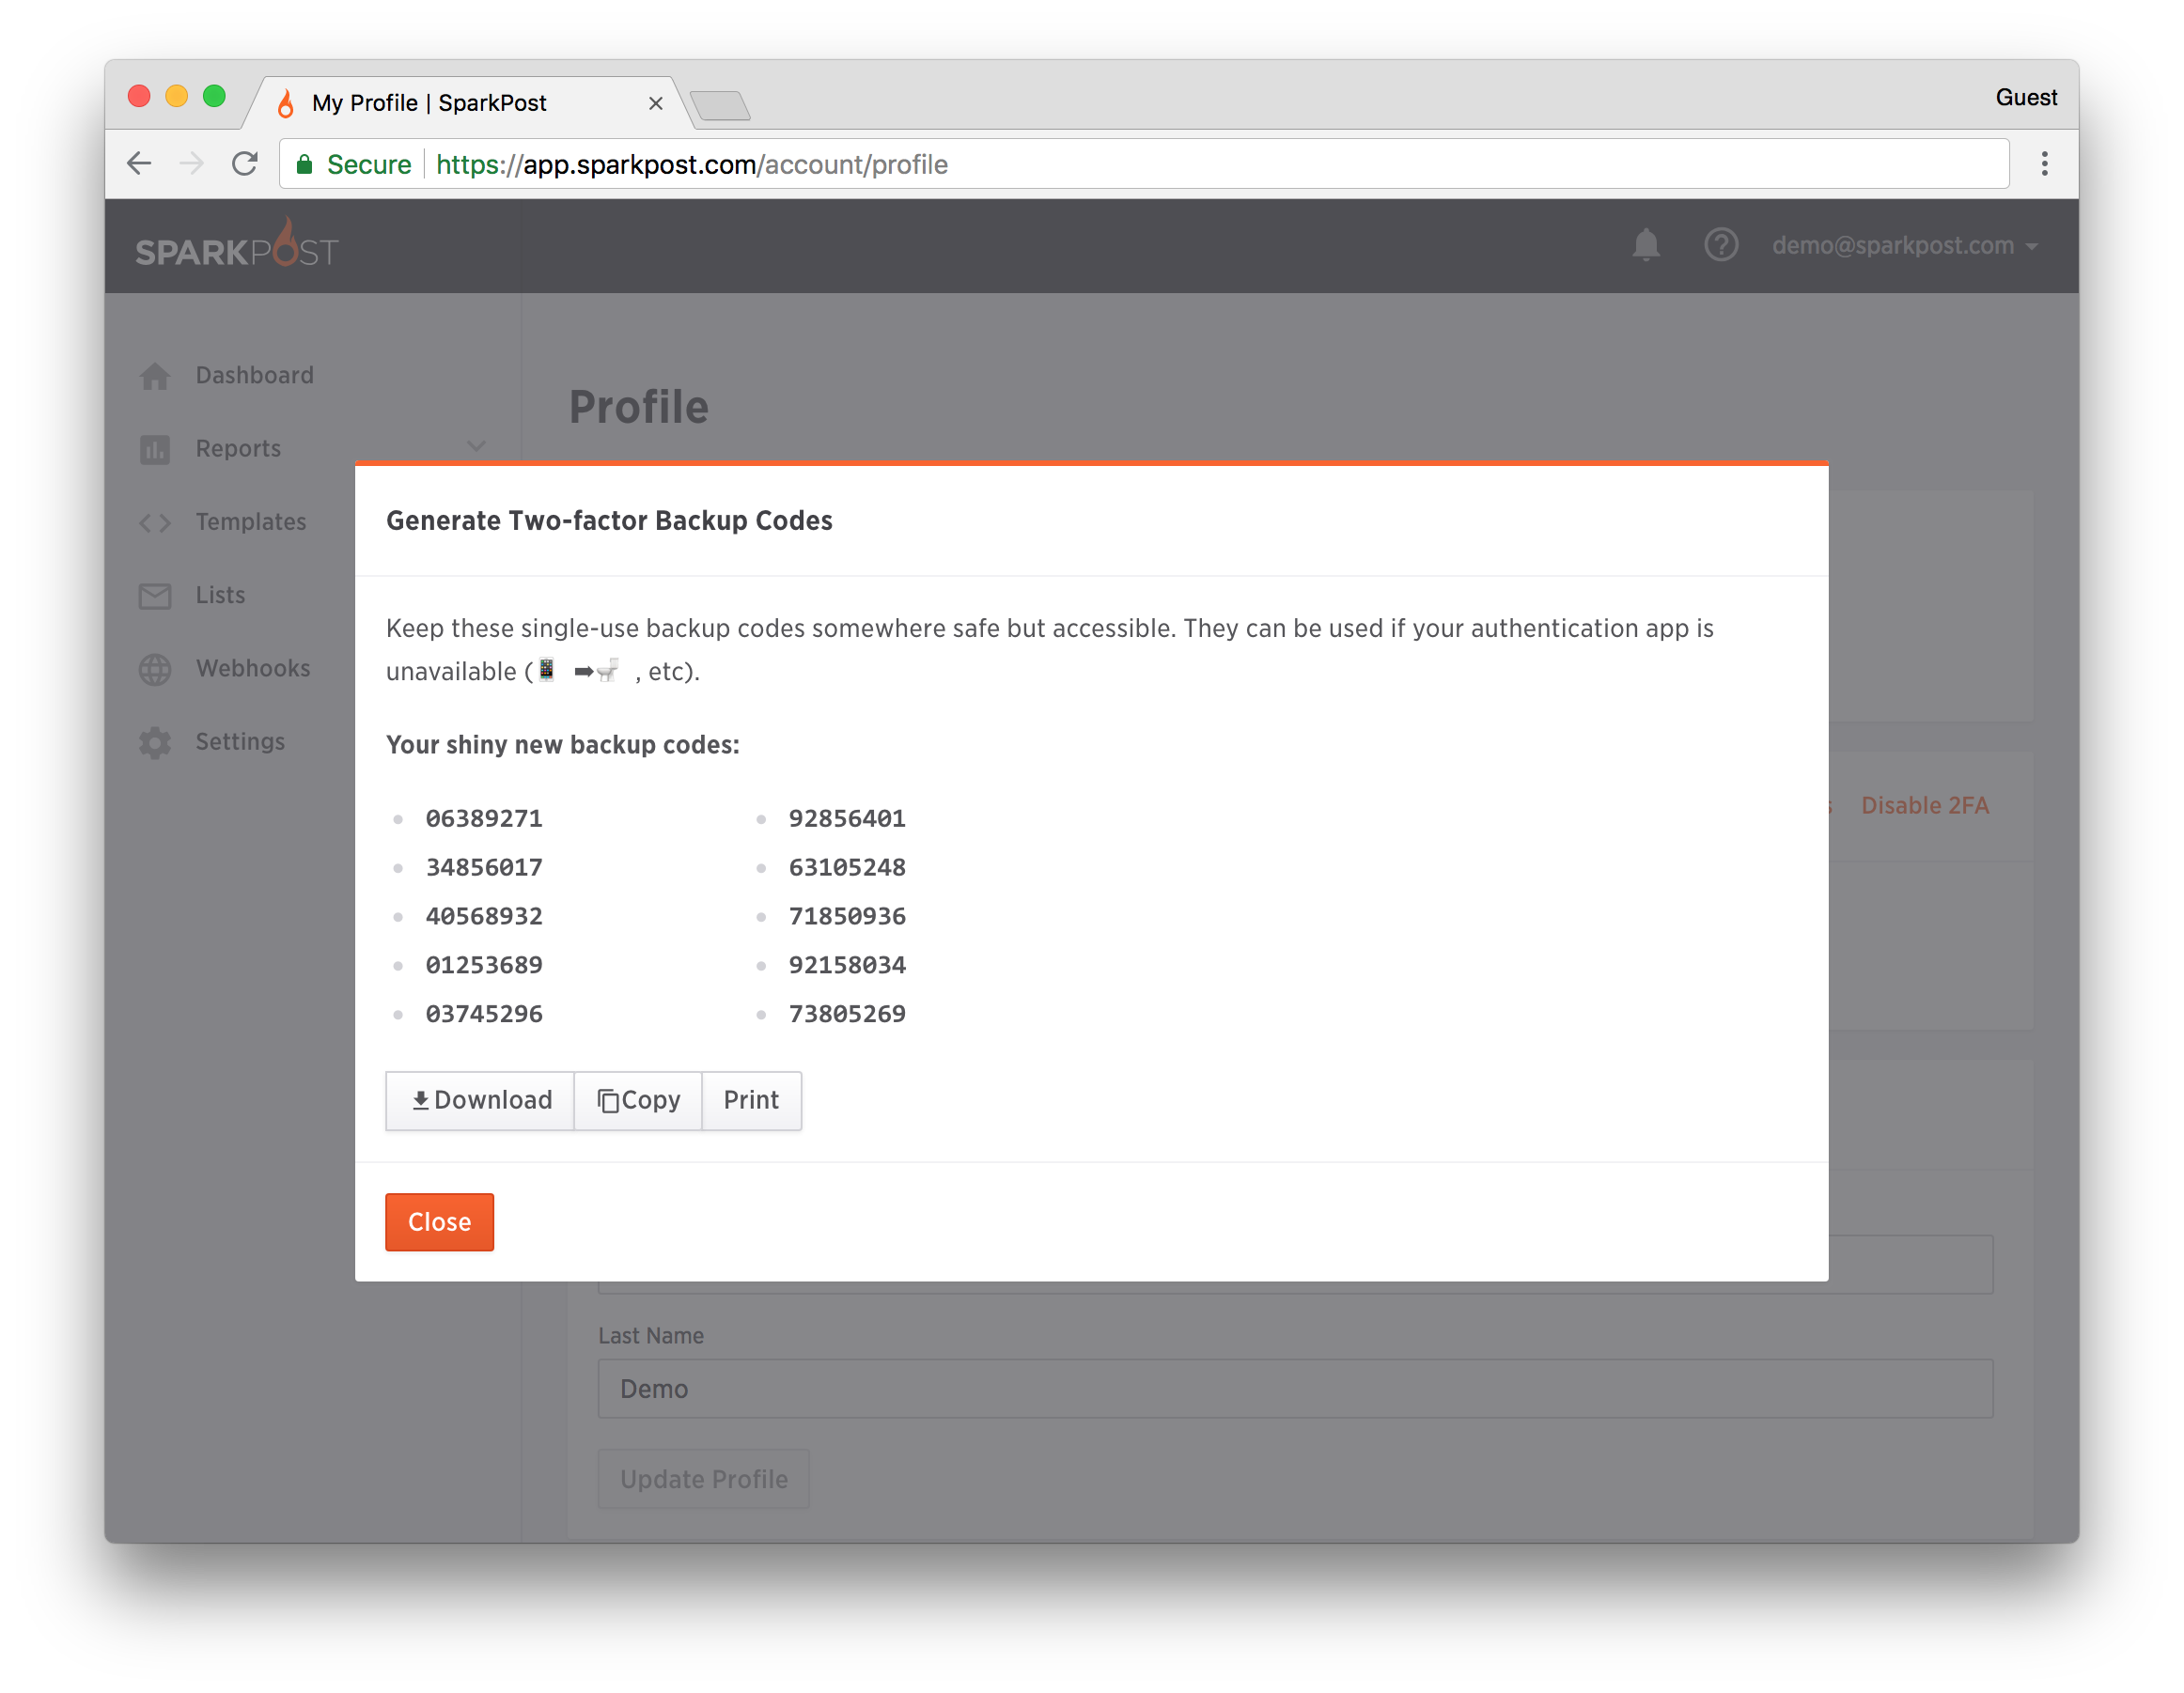 My Profile | SparkPost
Guest
Secure https://app.sparkpost.com/account/profile
SPARKPOST
demo@sparkpost.com
Dashboard
Profile
Reports
Generate Two-factor Backup Codes
Templates
Lists
Keep these single-use backup codes somewhere safe but accessible. They can be used if your authentication app is
unavailable (📱 ➡🚽 , etc).
Webhooks
Settings
Your shiny new backup codes:
Disable 2FA
06389271 92856401
34856017 63105248
40568932 71850936
01253689 92158034
03745296 73805269
Download Copy Print
Close
Last Name
Demo
Update Profile